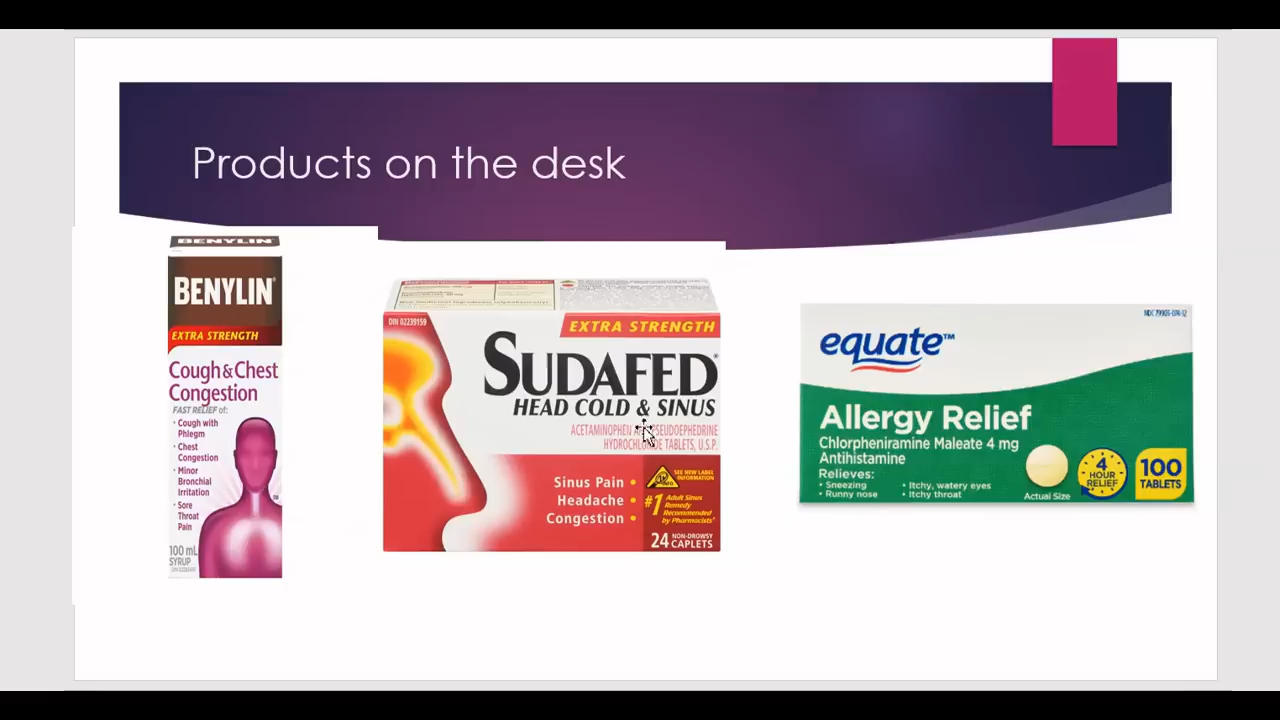 Products on the desk
BENYLIN
BENYLIN
EXTRA STRENGTH
Cough & Chest
Congestion
FAST RELIEF of:
• Cough with
Phlegm
• Chest
Congestion
• Minor
Bronchial
Irritation
• Sore
Throat
Pain
100 mL
SYRUP
DIN 02239159
EXTRA STRENGTH
SUDAFED®
HEAD COLD & SINUS
ACETAMINOPHEN
HYDROCHLORIDE TABLETS, U.S.P.
Sinus Pain •
Headache •
Congestion •
SEE NEW LABEL
INFORMATION
#1 Adult Sinus
Remedy
Recommended
by Pharmacists
24 NON-DROWSY
CAPLETS
equate™
Allergy Relief
Chlorpheniramine Maleate 4 mg
Antihistamine
Relieves:
• Sneezing
• Itchy, watery eyes
• Runny nose
• Itchy throat
Actual Size
4
HOUR
RELIEF
100
TABLETS